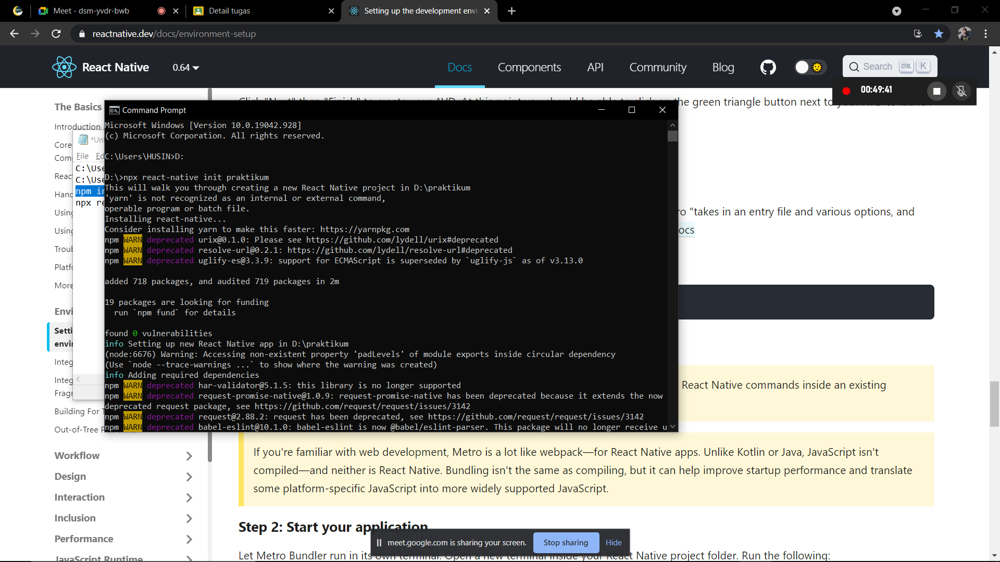 Meet - dsm-yvdr-bwb
Detail tugas
Setting up the development envi
reactnative.dev/docs/environment-setup
React Native
0.64
Docs
Components
API
Community
Blog
Search
CTRL
K
00:49:41
he green triangle button next to
The Basics
Introduction
Core
Com
Reac
Hand
Using
Using
Troub
Platfo
More
Envi
Setti
envir
Integ
Integ
Fragr
Building For T
Out-of-Tree P
Workflow
Design
Interaction
Inclusion
Performance
JavaScript Runtime
*Un
File Ed
C:\Use
C:\Use
npm in
npx re
Command Prompt
Microsoft Windows [Version 10.0.19042.928]
(c) Microsoft Corporation. All rights reserved.
C:\Users\HUSIN>D:
D:\>npx react-native init praktikum
This will walk you through creating a new React Native project in D:\praktikum
'yarn' is not recognized as an internal or external command,
operable program or batch file.
Installing react-native...
Consider installing yarn to make this faster: https://yarnpkg.com
npm WARN deprecated urix@0.1.0: Please see https://github.com/lydell/urix#deprecated
npm WARN deprecated resolve-url@0.2.1: https://github.com/lydell/resolve-url#deprecated
npm WARN deprecated uglify-es@3.3.9: support for ECMAScript is superseded by `uglify-js` as of v3.13.0
added 718 packages, and audited 719 packages in 2m
19 packages are looking for funding
run `npm fund` for details
found 0 vulnerabilities
info Setting up new React Native app in D:\praktikum
(node:6676) Warning: Accessing non-existent property 'padLevels' of module exports inside circular dependency
(Use `node --trace-warnings ...` to show where the warning was created)
info Adding required dependencies
npm WARN deprecated har-validator@5.1.5: this library is no longer supported
npm WARN deprecated request-promise-native@1.0.9: request-promise-native has been deprecated because it extends the now
deprecated request package, see https://github.com/request/request/issues/3142
npm WARN deprecated request@2.88.2: request has been deprecated, see https://github.com/request/request/issues/3142
npm WARN deprecated babel-eslint@10.1.0: babel-eslint is now @babel/eslint-parser. This package will no longer receive u
ro "takes in an entry file and various options, and
ocs
React Native commands inside an existing
If you're familiar with web development, Metro is a lot like webpack—for React Native apps. Unlike Kotlin or Java, JavaScript isn't
compiled—and neither is React Native. Bundling isn't the same as compiling, but it can help improve startup performance and translate
some platform-specific JavaScript into more widely supported JavaScript.
Step 2: Start your application
Let Metro Bundler run in its own terminal. Open a new terminal inside your React Native project folder. Run the following:
meet.google.com is sharing your screen.
Stop sharing
Hide